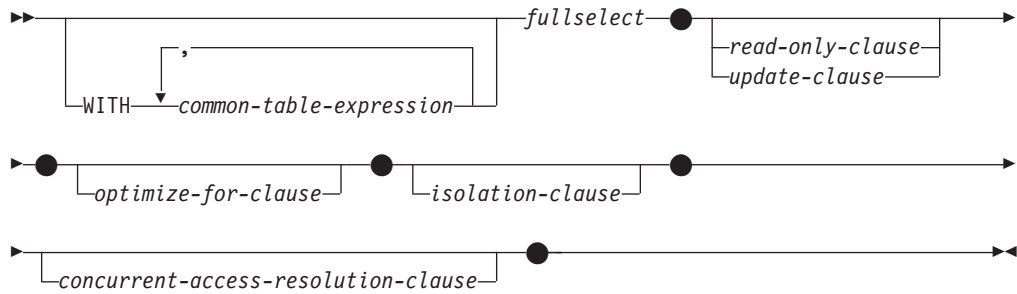 fullselect
,
read-only-clause
update-clause
WITH common-table-expression
optimize-for-clause
isolation-clause
concurrent-access-resolution-clause